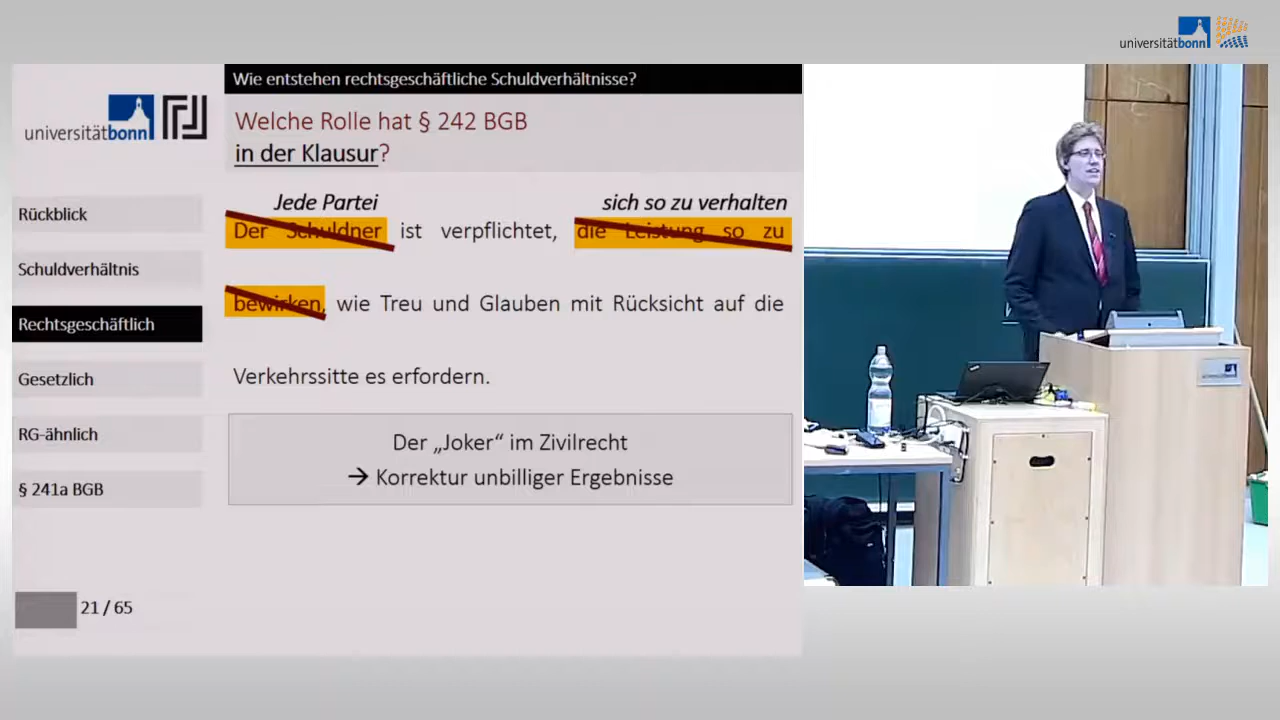 universitätbonn
Wie entstehen rechtsgeschäftliche Schuldverhältnisse?
universitätbonn
Welche Rolle hat § 242 BGB
in der Klausur?
Rückblick
Schuldverhältnis
Rechtsgeschäftlich
Gesetzlich
RG-ähnlich
§ 241a BGB
21 / 65
Jede Partei sich so zu verhalten
Der Schuldner ist verpflichtet, die Leistung so zu
bewirken, wie Treu und Glauben mit Rücksicht auf die
Verkehrssitte es erfordern.
Der „Joker“ im Zivilrecht
→ Korrektur unbilliger Ergebnisse
universitätbonn